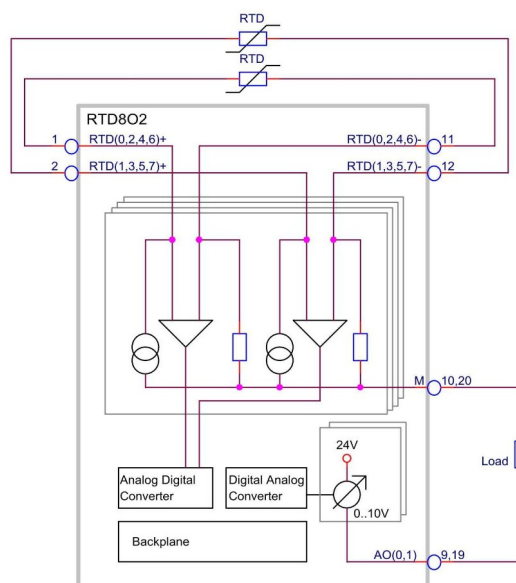 RTD
RTD
RTD8O2
1 RTD(0,2,4,6)+ RTD(0,2,4,6)- 11
2 RTD(1,3,5,7)+ RTD(1,3,5,7)- 12
M 10,20
24V
Load
Analog Digital
Converter
Digital Analog
Converter
0..10V
Backplane
AO(0,1) 9,19